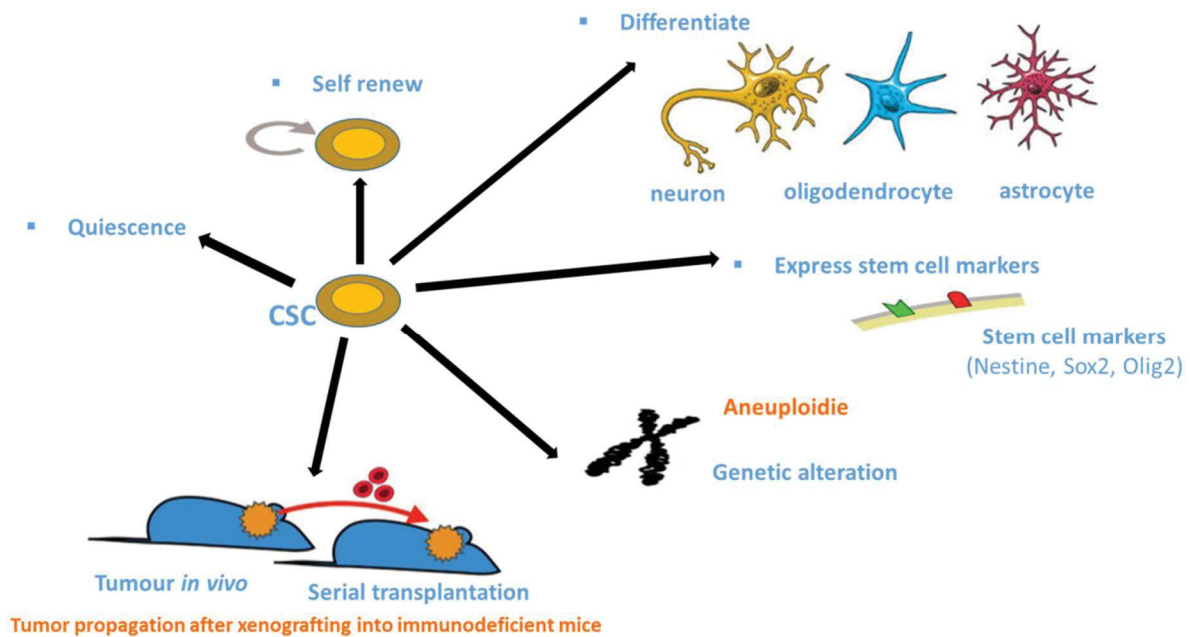 ▪ Differentiate
▪ Self renew
neuron
oligodendrocyte
astrocyte
▪ Quiescence
▪ Express stem cell markers
CSC
Stem cell markers
(Nestine, Sox2, Olig2)
Aneuploidie
Genetic alteration
Tumour in vivo
Serial transplantation
Tumor propagation after xenografting into immunodeficient mice